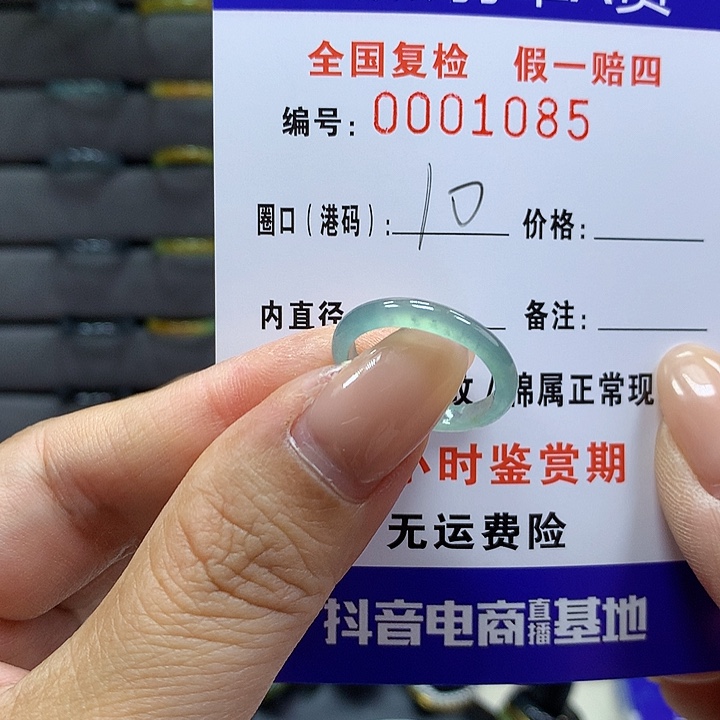 全国复检 假一赔四
编号: 0001085
圈口(港码): 10 价格:
内直径 备注:
/棉属正常现
小时鉴赏期
无运费险
抖音电商直播基地